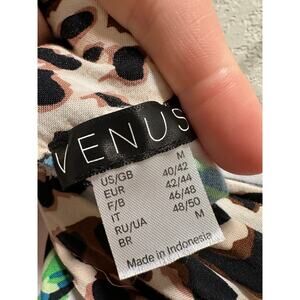 VENUS
US/GB M
EUR 40/42
F/B 42/44
IT 46/48
RU/UA 48/50
BR M
Made in Indonesia